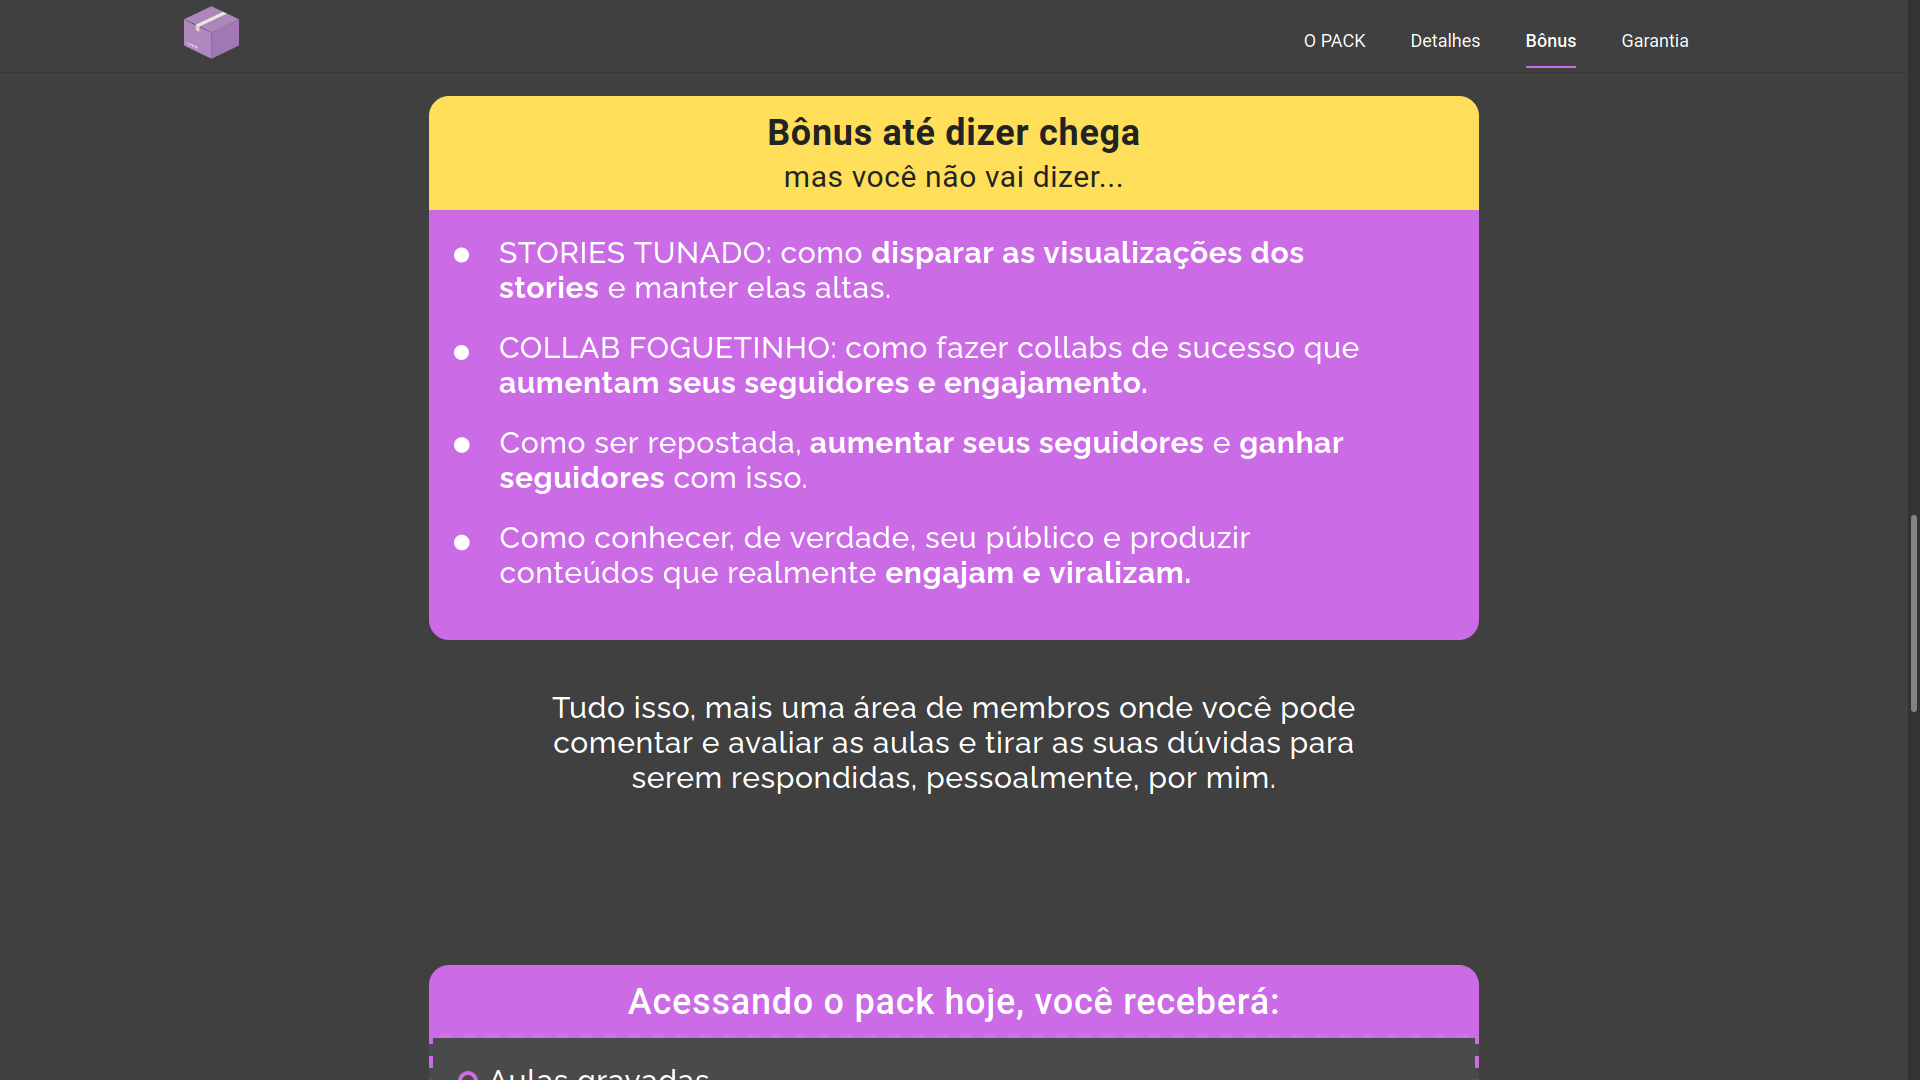 O PACK Detalhes Bônus Garantia
Bônus até dizer chega
mas você não vai dizer...
STORIES TUNADO: como disparar as visualizações dos
stories e manter elas altas.
COLLAB FOGUETINHO: como fazer collabs de sucesso que
aumentam seus seguidores e engajamento.
Como ser repostada, aumentar seus seguidores e ganhar
seguidores com isso.
Como conhecer, de verdade, seu público e produzir
conteúdos que realmente engajam e viralizam.
Tudo isso, mais uma área de membros onde você pode
comentar e avaliar as aulas e tirar as suas dúvidas para
serem respondidas, pessoalmente, por mim.
Acessando o pack hoje, você receberá:
Aulas gravadas